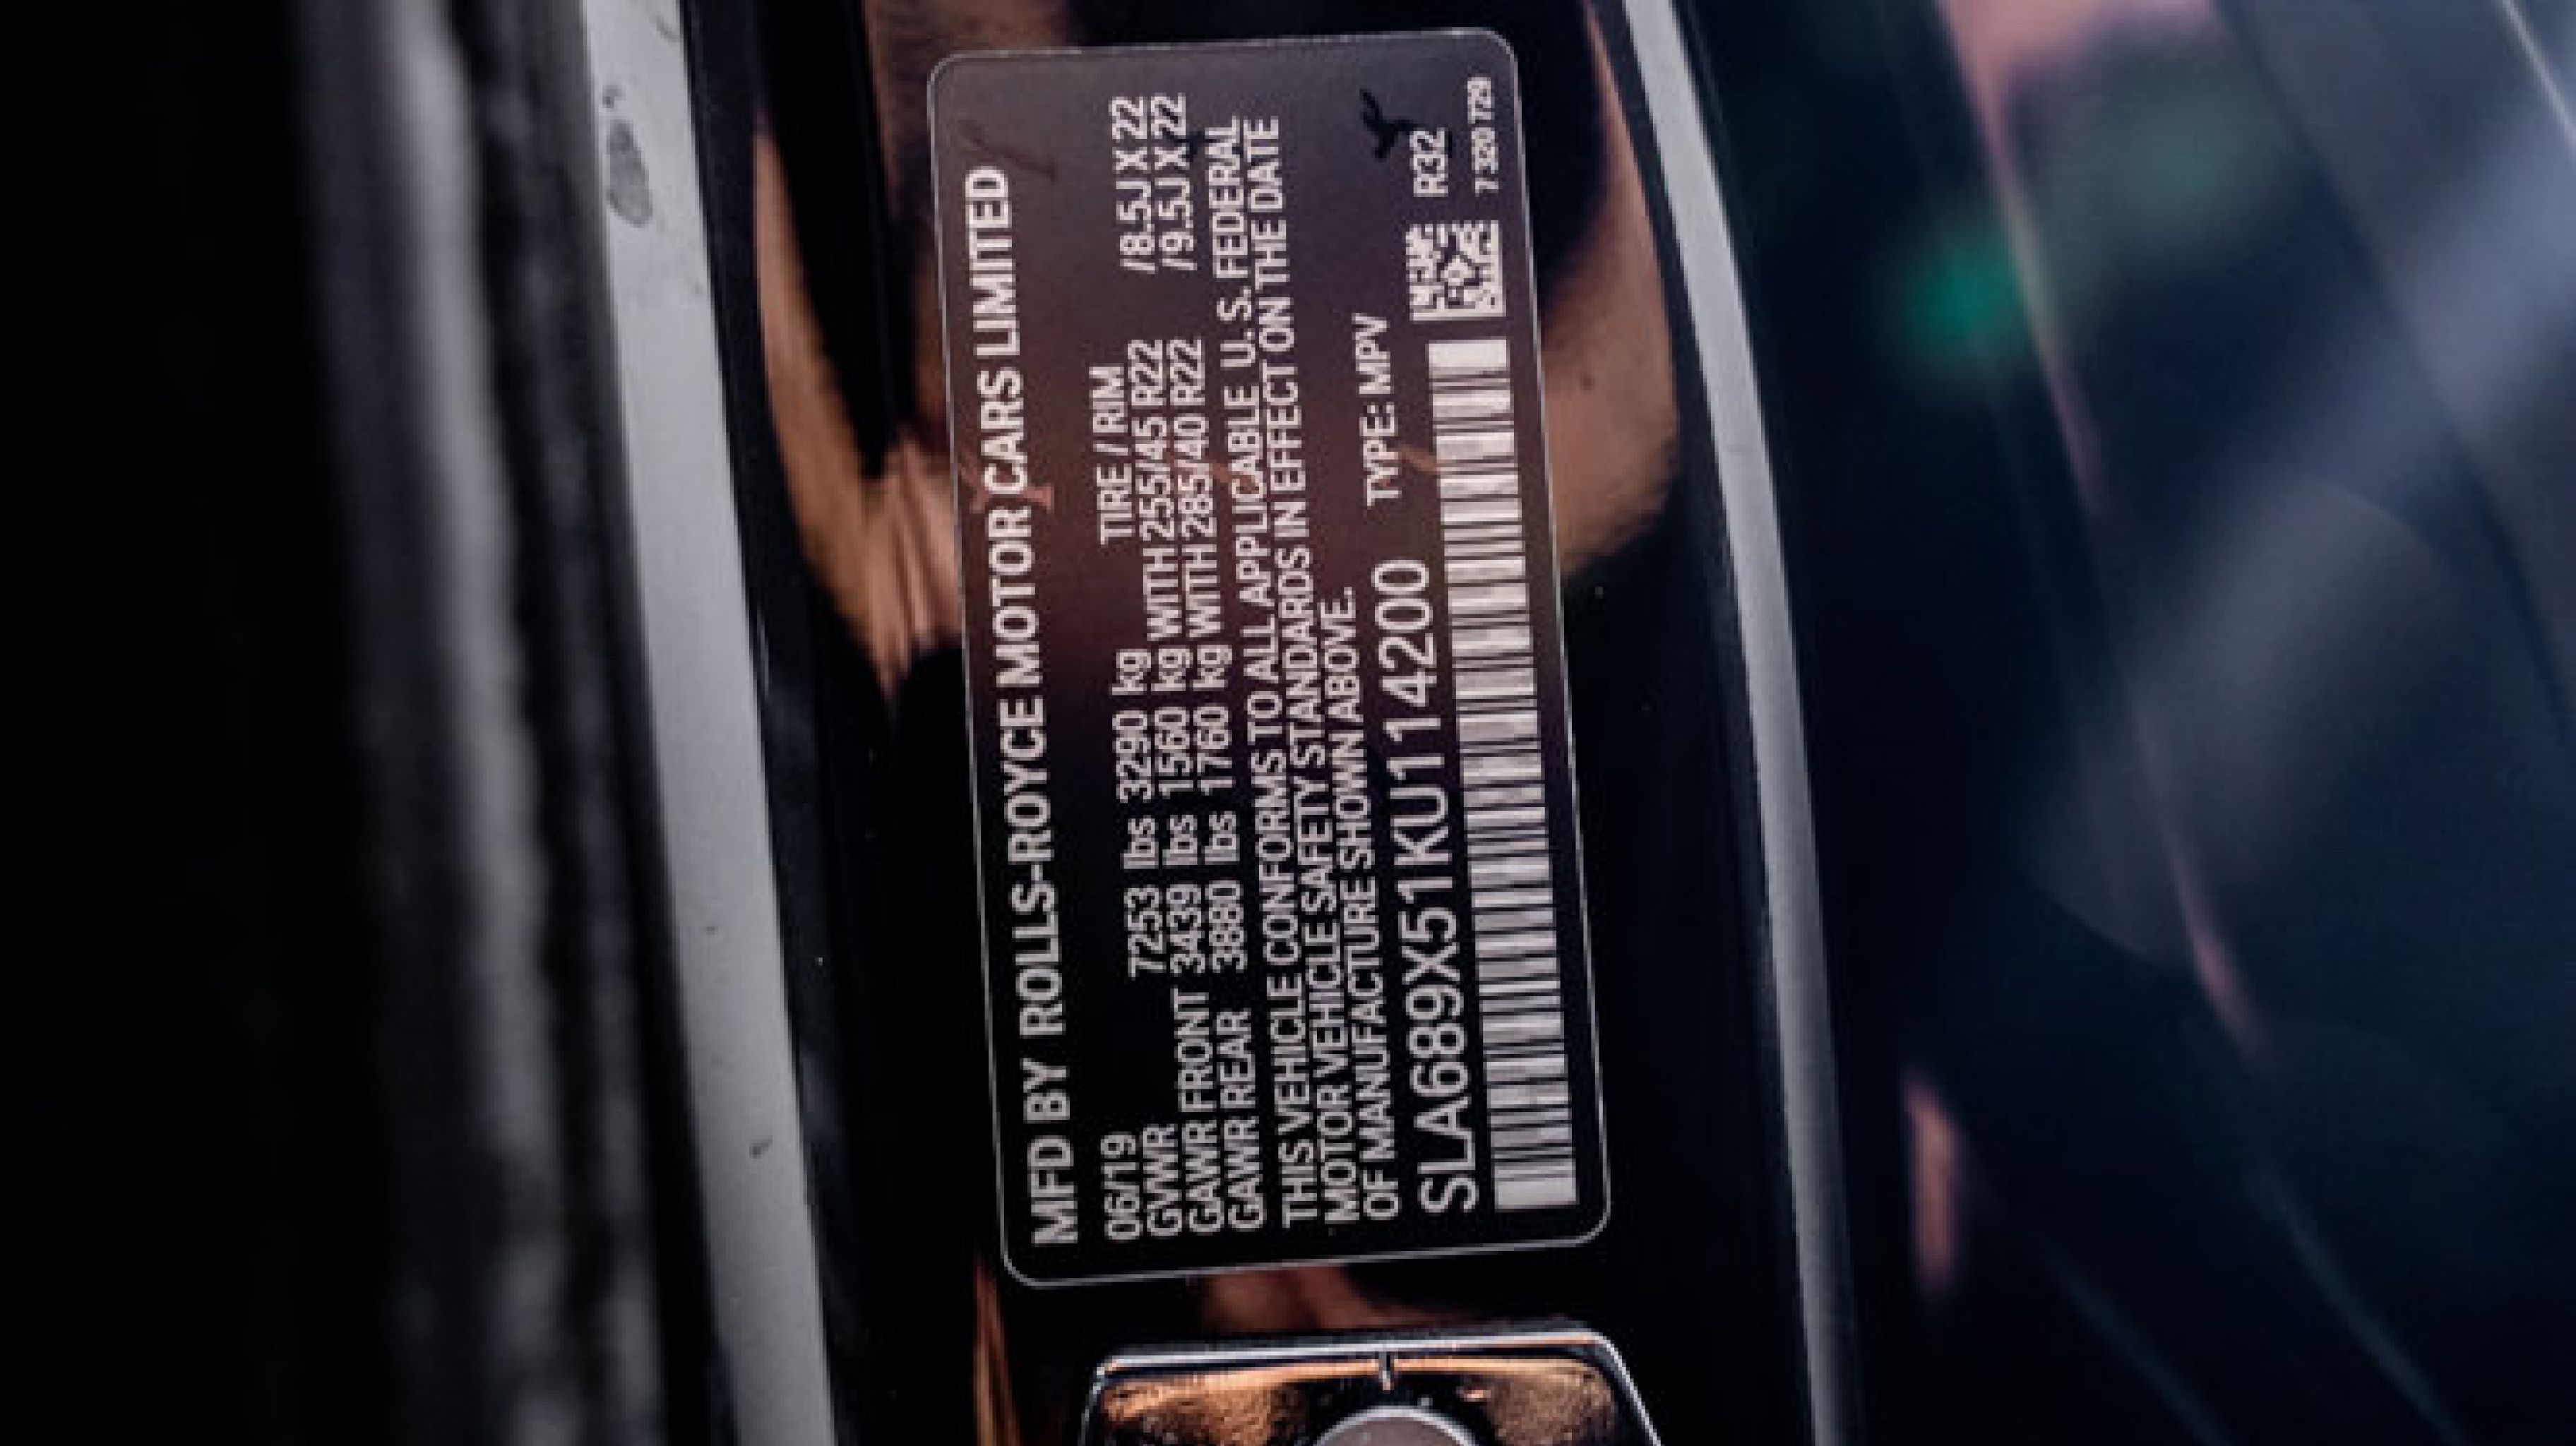 MFD BY ROLLS-ROYCE MOTOR CARS LIMITED
06/19 TIRE / RIM
GVWR 7253 lbs 3290 kg WITH 255/45 R22 /8.5J X 22
GAWR FRONT 3439 lbs 1560 kg WITH 285/40 R22 /9.5J X 22
GAWR REAR 3880 lbs 1760 kg
THIS VEHICLE CONFORMS TO ALL APPLICABLE U.S. FEDERAL
MOTOR VEHICLE SAFETY STANDARDS IN EFFECT ON THE DATE
OF MANUFACTURE SHOWN ABOVE.
SLA689X51KU114200 TYPE: MPV
R32
7 320 729